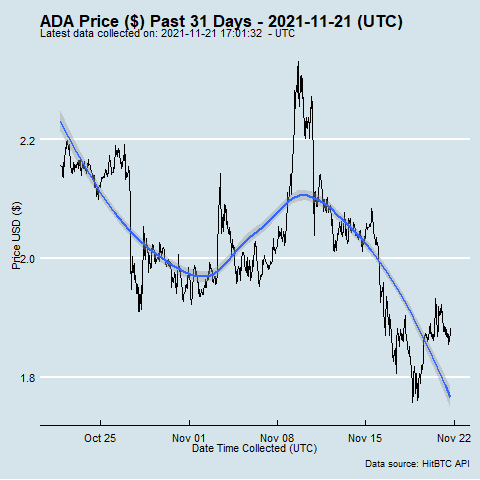 ADA Price ($) Past 31 Days - 2021-11-21 (UTC)
Latest data collected on: 2021-11-21 17:01:32 - UTC
Price USD ($)
2.2
2.0
1.8
Oct 25 Nov 01 Nov 08 Nov 15 Nov 22
Date Time Collected (UTC)
Data source: HitBTC API